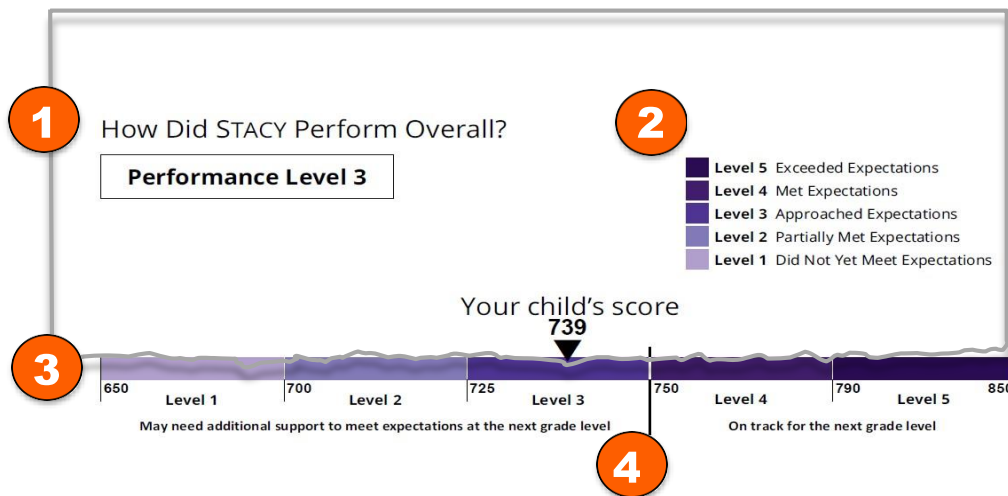 1
How Did STACY Perform Overall?
Performance Level 3
2
Level 5 Exceeded Expectations
Level 4 Met Expectations
Level 3 Approached Expectations
Level 2 Partially Met Expectations
Level 1 Did Not Yet Meet Expectations
Your child's score
739
3
650 700 725 750 790 850
Level 1 Level 2 Level 3 Level 4 Level 5
May need additional support to meet expectations at the next grade level On track for the next grade level
4